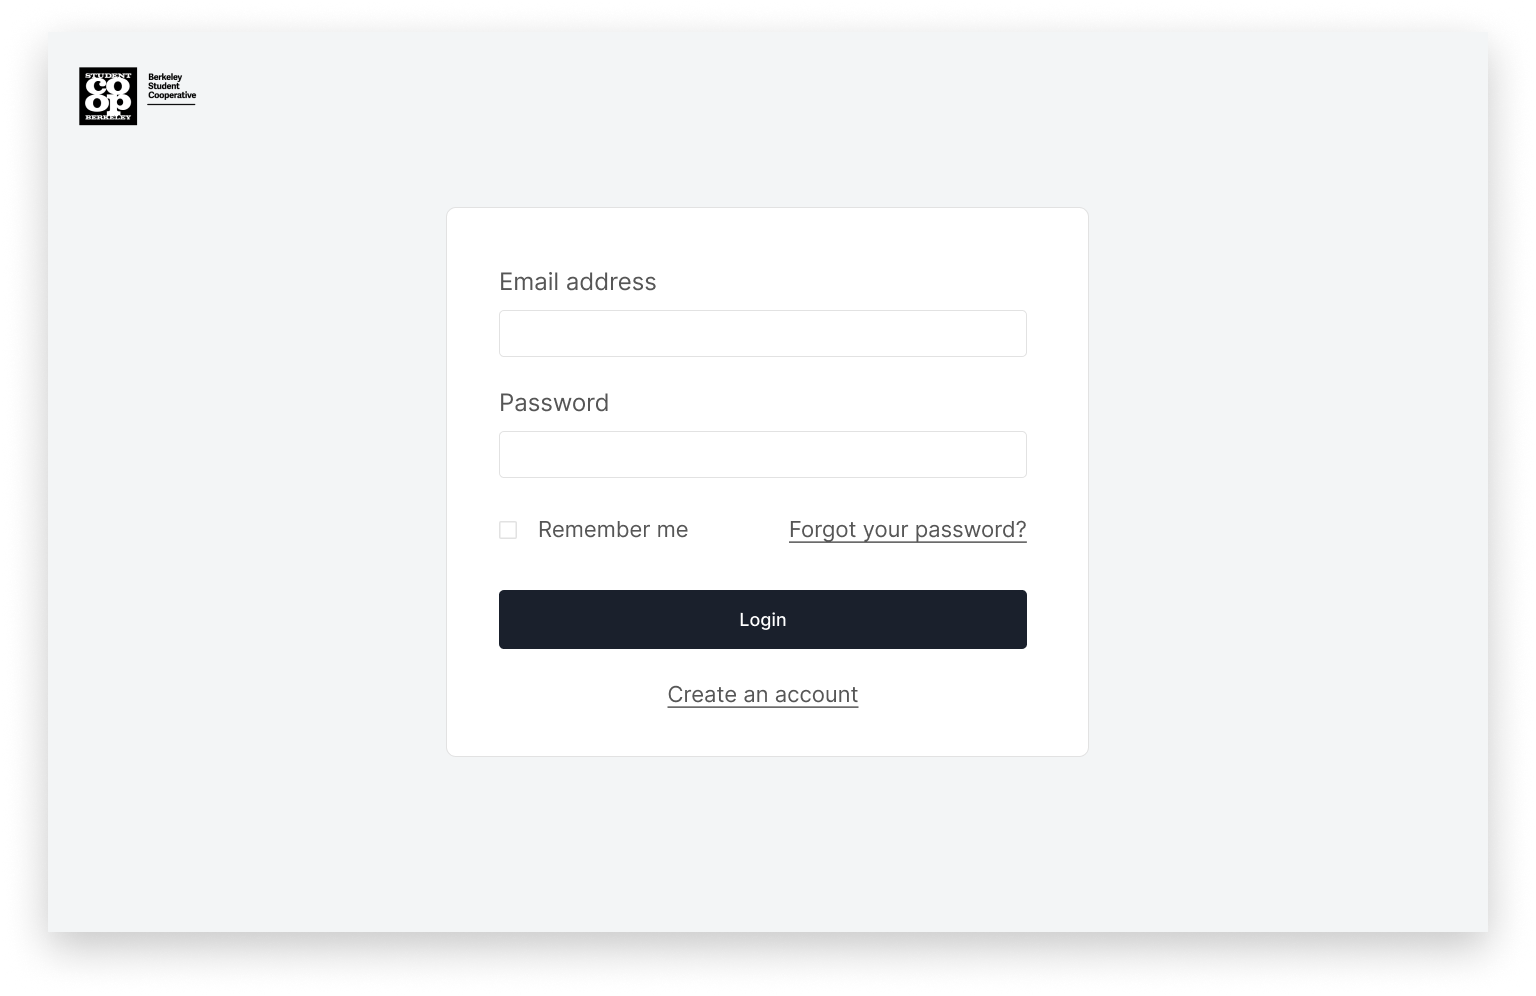 STUDENT
co
op
BERKELEY
Berkeley
Student
Cooperative
Email address
Password
Remember me
Forgot your password?
Login
Create an account